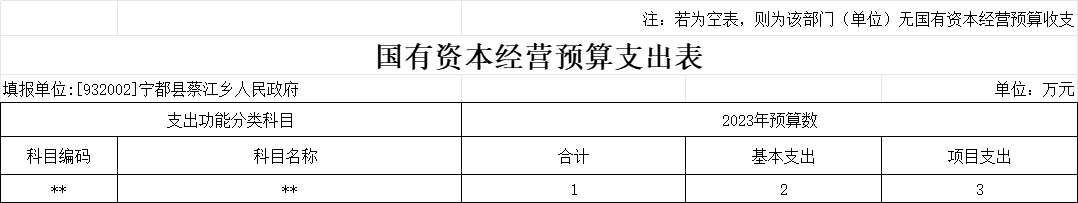 注：若为空表，则为该部门（单位）无国有资本经营预算收支
国有资本经营预算支出表
填报单位:[932002]宁都县蔡江乡人民政府 单位：万元
支出功能分类科目 2023年预算数
科目编码 科目名称 合计 基本支出 项目支出
** ** 1 2 3